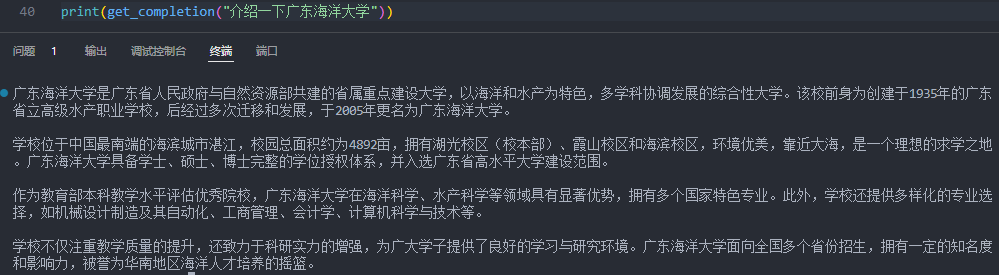 40 print(get_completion("介绍一下广东海洋大学"))
问题 1 输出 调试控制台 终端 端口
广东海洋大学是广东省人民政府与自然资源部共建的省属重点建设大学，以海洋和水产为特色，多学科协调发展的综合性大学。该校前身为创建于1935年的广东
省立高级水产职业学校，后经过多次迁移和发展，于2005年更名为广东海洋大学。
学校位于中国最南端的海滨城市湛江，校园总面积约为4892亩，拥有湖光校区（校本部）、霞山校区和海滨校区，环境优美，靠近大海，是一个理想的求学之地
。广东海洋大学具备学士、硕士、博士完整的学位授权体系，并入选广东省高水平大学建设范围。
作为教育部本科教学水平评估优秀院校，广东海洋大学在海洋科学、水产科学等领域具有显著优势，拥有多个国家特色专业。此外，学校还提供多样化的专业选
择，如机械设计制造及其自动化、工商管理、会计学、计算机科学与技术等。
学校不仅注重教学质量的提升，还致力于科研实力的增强，为广大学子提供了良好的学习与研究环境。广东海洋大学面向全国多个省份招生，拥有一定的知名度
和影响力，被誉为华南地区海洋人才培养的摇篮。